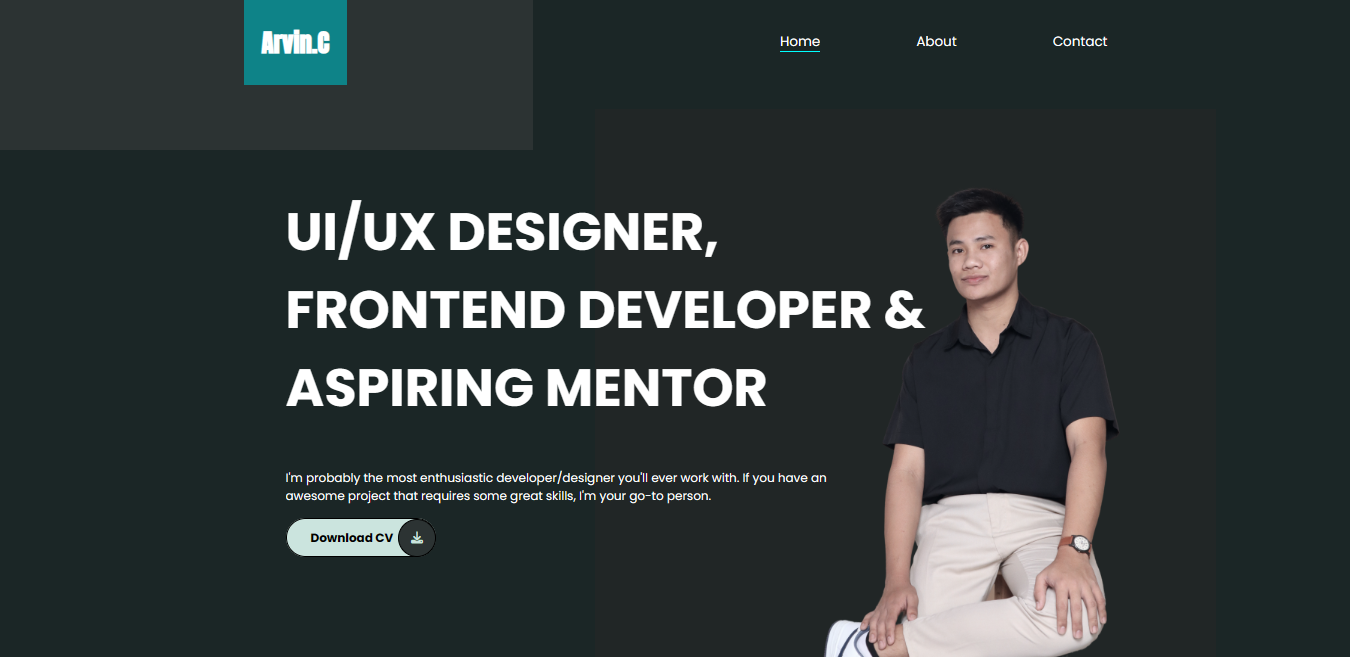 Arvin.C
Home
About
Contact
UI/UX DESIGNER,
FRONTEND DEVELOPER &
ASPIRING MENTOR
I'm probably the most enthusiastic developer/designer you'll ever work with. If you have an
awesome project that requires some great skills, I'm your go-to person.
Download CV